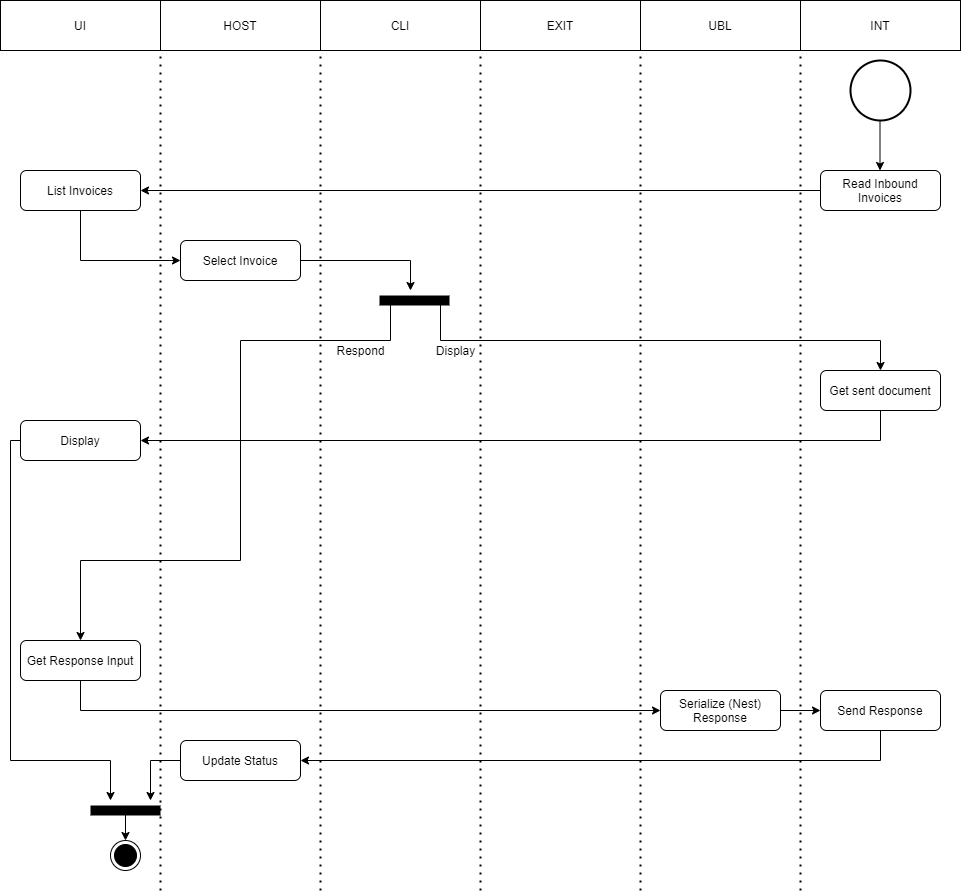 UI
HOST
CLI
EXIT
UBL
INT
List Invoices
Read Inbound
Invoices
Select Invoice
Respond
Display
Get sent document
Display
Get Response Input
Serialize (Nest)
Response
Send Response
Update Status